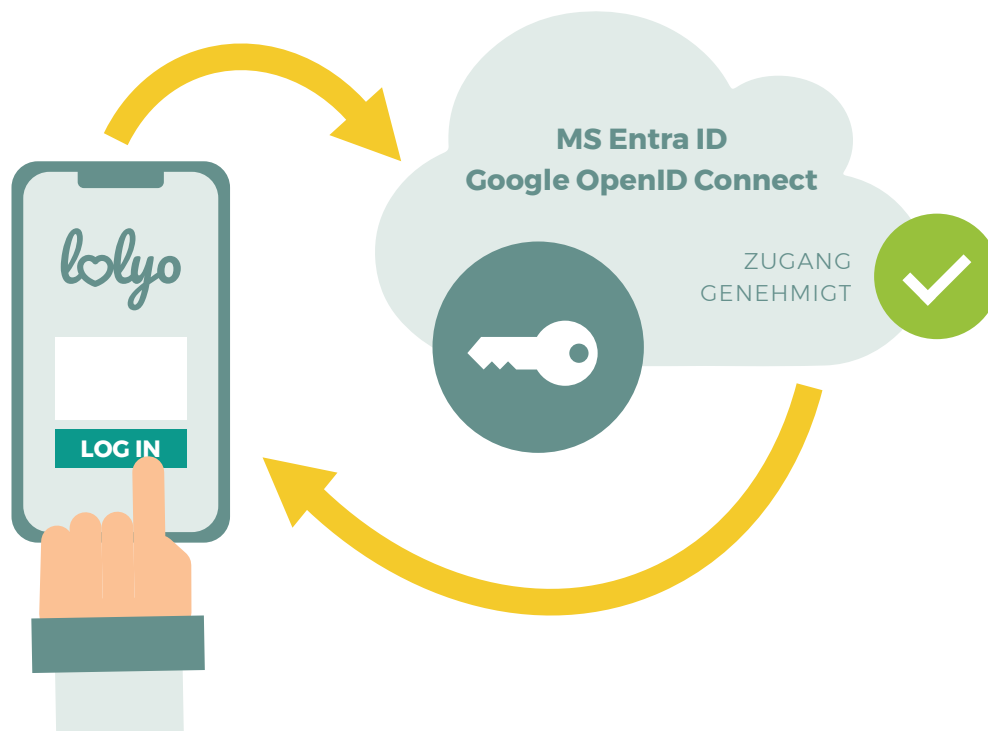 lolyo
LOG IN
MS Entra ID
Google OpenID Connect
ZUGANG
GENEHMIGT